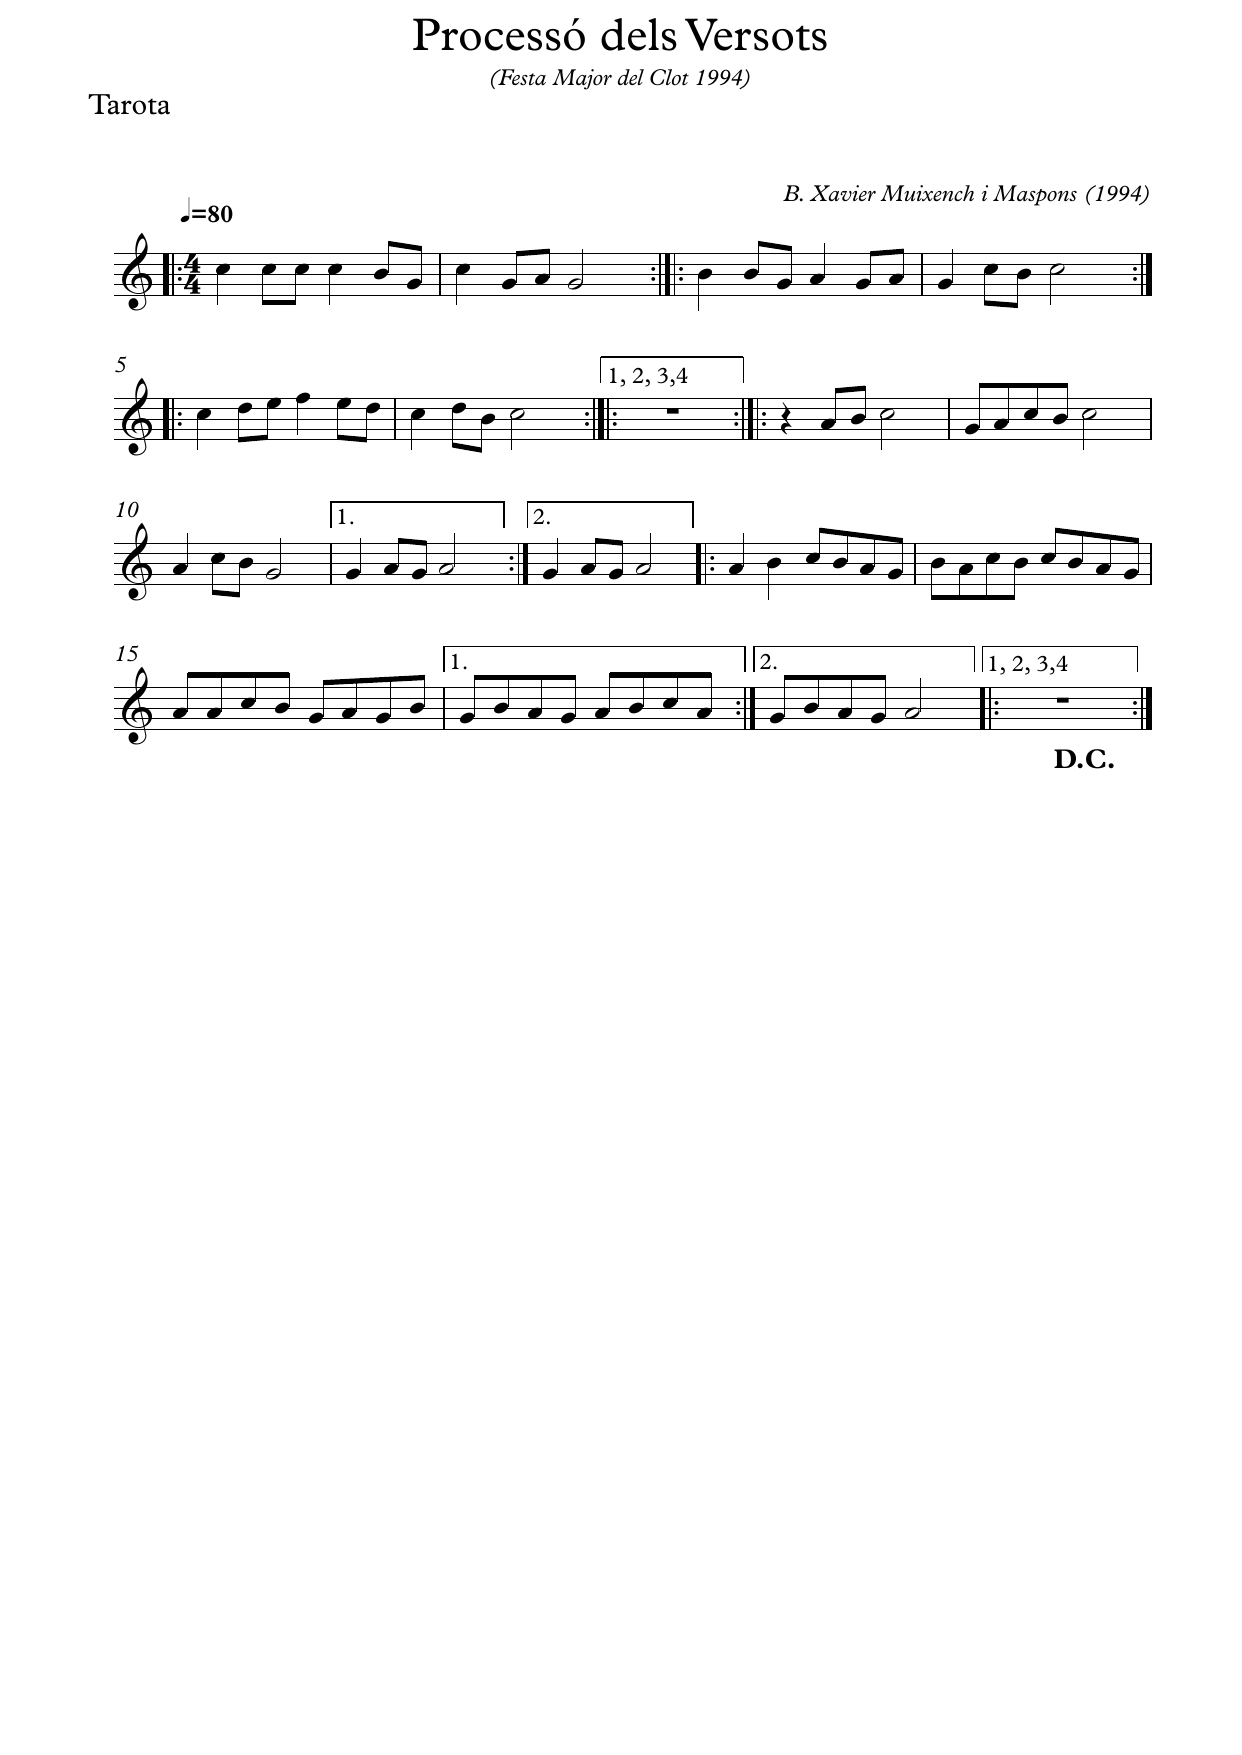 Processó dels Versots
(Festa Major del Clot 1994)
Tarota
B. Xavier Muixench i Maspons (1994)
♩=80
4
4
5
1, 2, 3,4
10
1.
2.
15
1.
2.
1, 2, 3,4
D.C.